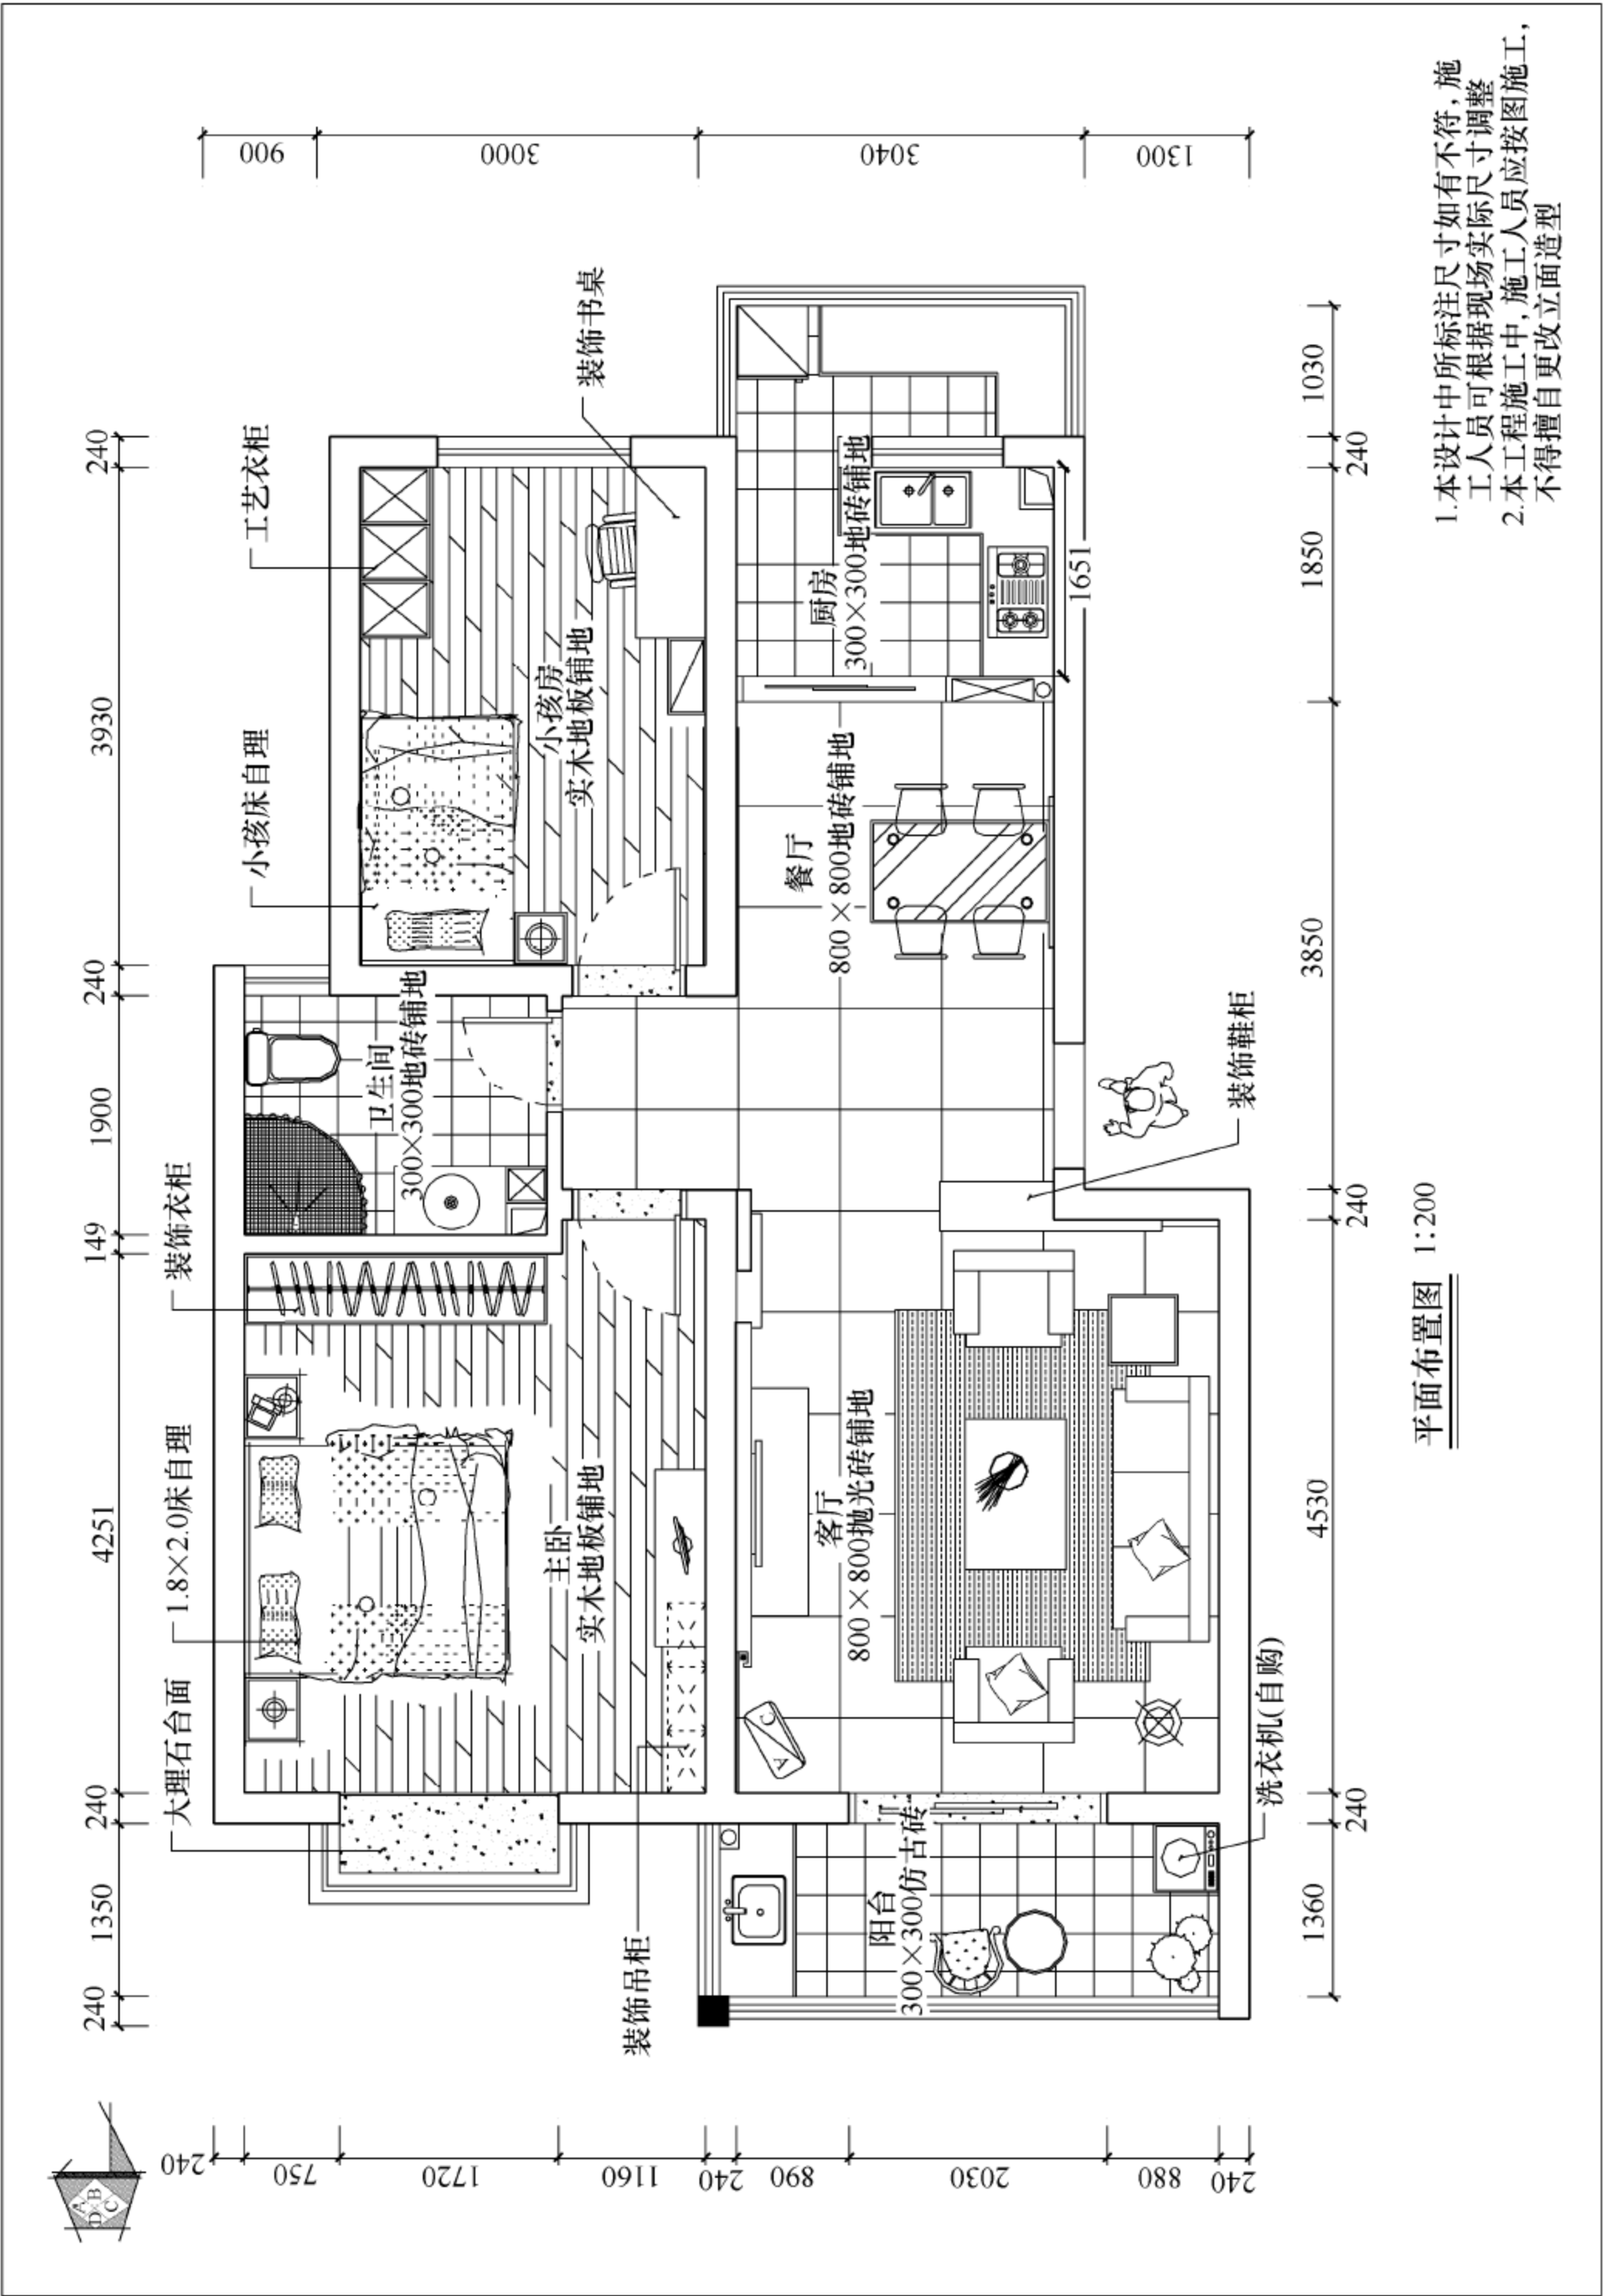 240
1350
240
4251
149
1900
240
3930
240
大理石台面
1.8×2.0床自理
装饰衣柜
小孩床自理
工艺衣柜
装饰书桌
900
3000
3040
1300
240
750
1720
1160
240
890
2030
880
240
A
B
C
D
卫生间
300×300地砖铺地
小孩房
实木地板铺地
主卧
实木地板铺地
装饰吊柜
餐厅
800×800地砖铺地
厨房
300×300地砖铺地
1651
客厅
800×800抛光砖铺地
A
C
阳台
300×300仿古砖
洗衣机(自购)
装饰鞋柜
1360
240
4530
240
3850
1850
240
1030
平面布置图 1:200
1.本设计中所标注尺寸如有不符,施
工人员可根据现场实际尺寸调整
2.本工程施工中,施工人员应按图施工,
不得擅自更改立面造型